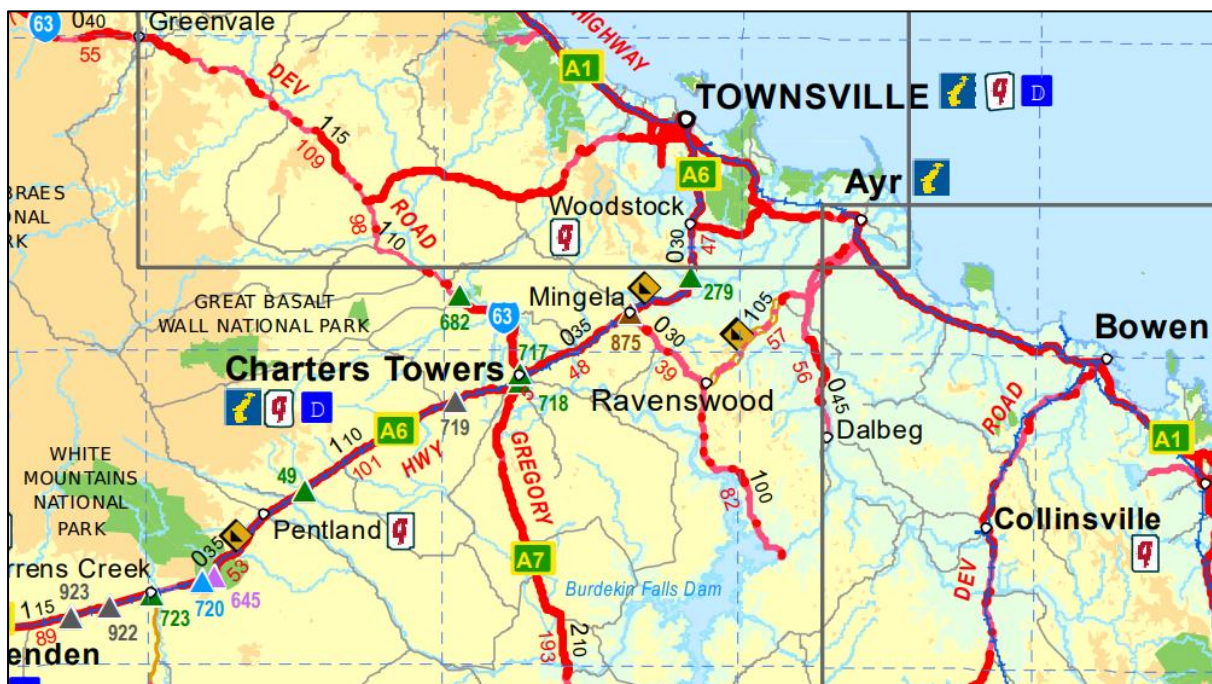 63
040
Greenvale
55
HIGHWAY
A1
TOWNSVILLE
D
DEV
115
109
A6
Ayr
BRAES
ONAL
RK
ROAD
98
110
Woodstock
030
47
Mingela
279
GREAT BASALT
WALL NATIONAL PARK
682
63
035
875
030
105
57
Bowen
717
48
39
56
Charters Towers
718
Ravenswood
045
D
719
Dalbeg
ROAD
A1
110
A6
HWY
101
GREGORY
WHITE
MOUNTAINS
NATIONAL
PARK
49
82
100
Pentland
Collinsville
035
53
A7
rrens Creek
923
720
645
Burdekin Falls Dam
DEV
115
89
922
723
210
193
enden